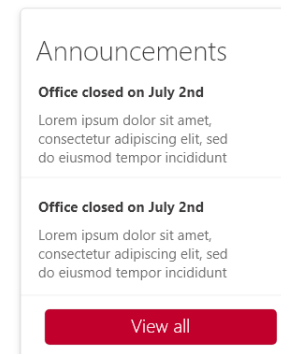 Announcements
Office closed on July 2nd
Lorem ipsum dolor sit amet,
consectetur adipiscing elit, sed
do eiusmod tempor incididunt
Office closed on July 2nd
Lorem ipsum dolor sit amet,
consectetur adipiscing elit, sed
do eiusmod tempor incididunt
View all